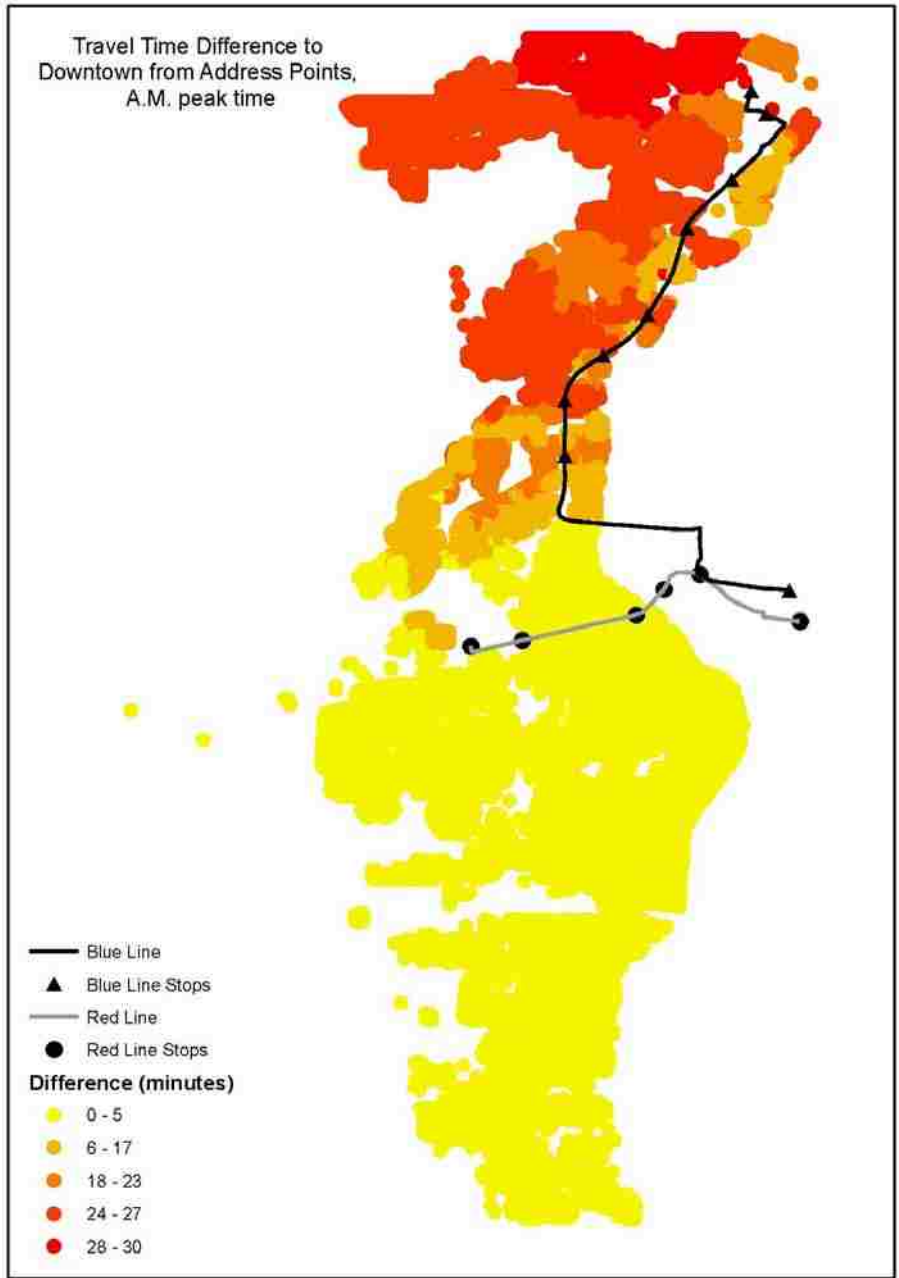 Travel Time Difference to
Downtown from Address Points,
A.M. peak time
Blue Line
Blue Line Stops
Red Line
Red Line Stops
Difference (minutes)
0 - 5
6 - 17
18 - 23
24 - 27
28 - 30